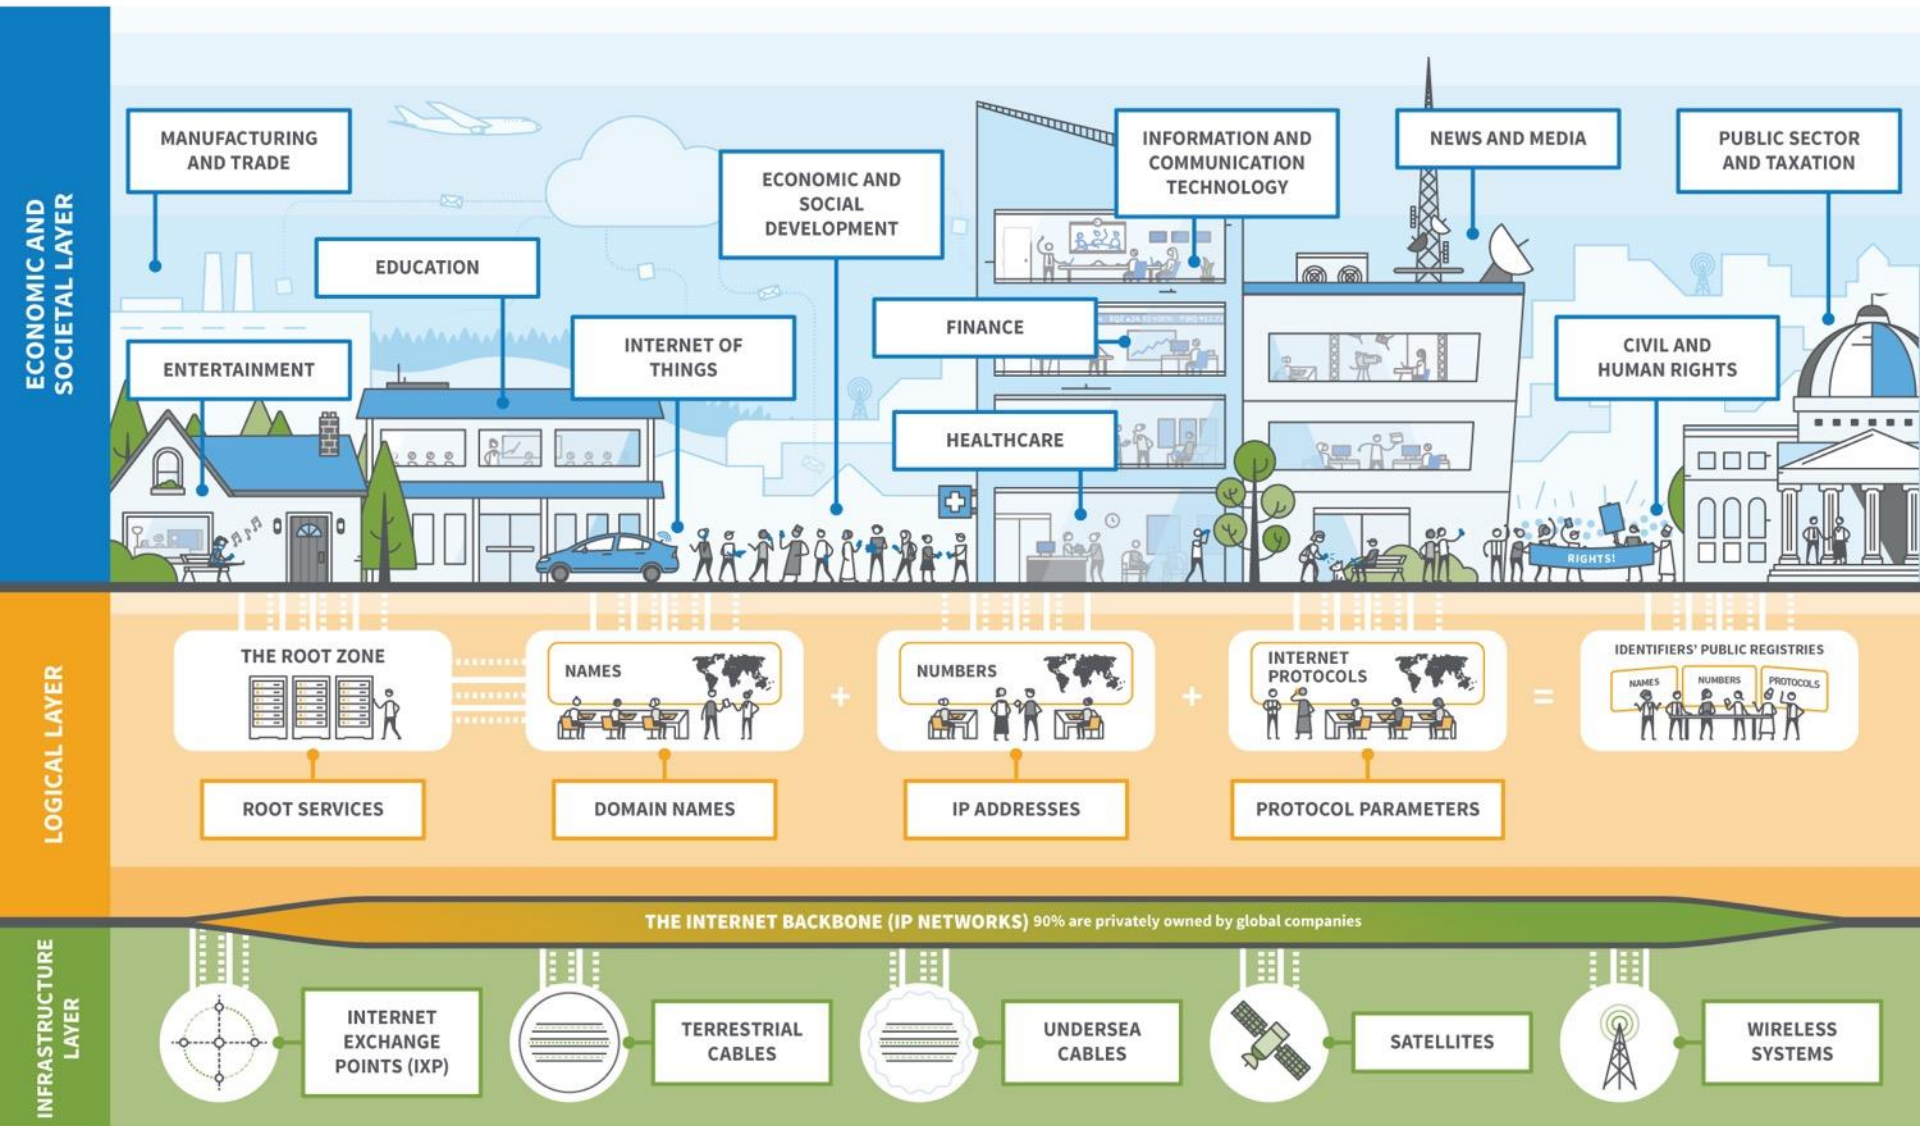 ECONOMIC AND
SOCIETAL LAYER
MANUFACTURING
AND TRADE
EDUCATION
ENTERTAINMENT
INTERNET OF
THINGS
ECONOMIC AND
SOCIAL
DEVELOPMENT
FINANCE
HEALTHCARE
INFORMATION AND
COMMUNICATION
TECHNOLOGY
NEWS AND MEDIA
PUBLIC SECTOR
AND TAXATION
CIVIL AND
HUMAN RIGHTS
RIGHTS!
LOGICAL LAYER
THE ROOT ZONE
ROOT SERVICES
NAMES
DOMAIN NAMES
+
NUMBERS
IP ADDRESSES
+
INTERNET
PROTOCOLS
PROTOCOL PARAMETERS
=
IDENTIFIERS' PUBLIC REGISTRIES
NAMES
NUMBERS
PROTOCOLS
THE INTERNET BACKBONE (IP NETWORKS) 90% are privately owned by global companies
INFRASTRUCTURE
LAYER
INTERNET
EXCHANGE
POINTS (IXP)
TERRESTRIAL
CABLES
UNDERSEA
CABLES
SATELLITES
WIRELESS
SYSTEMS